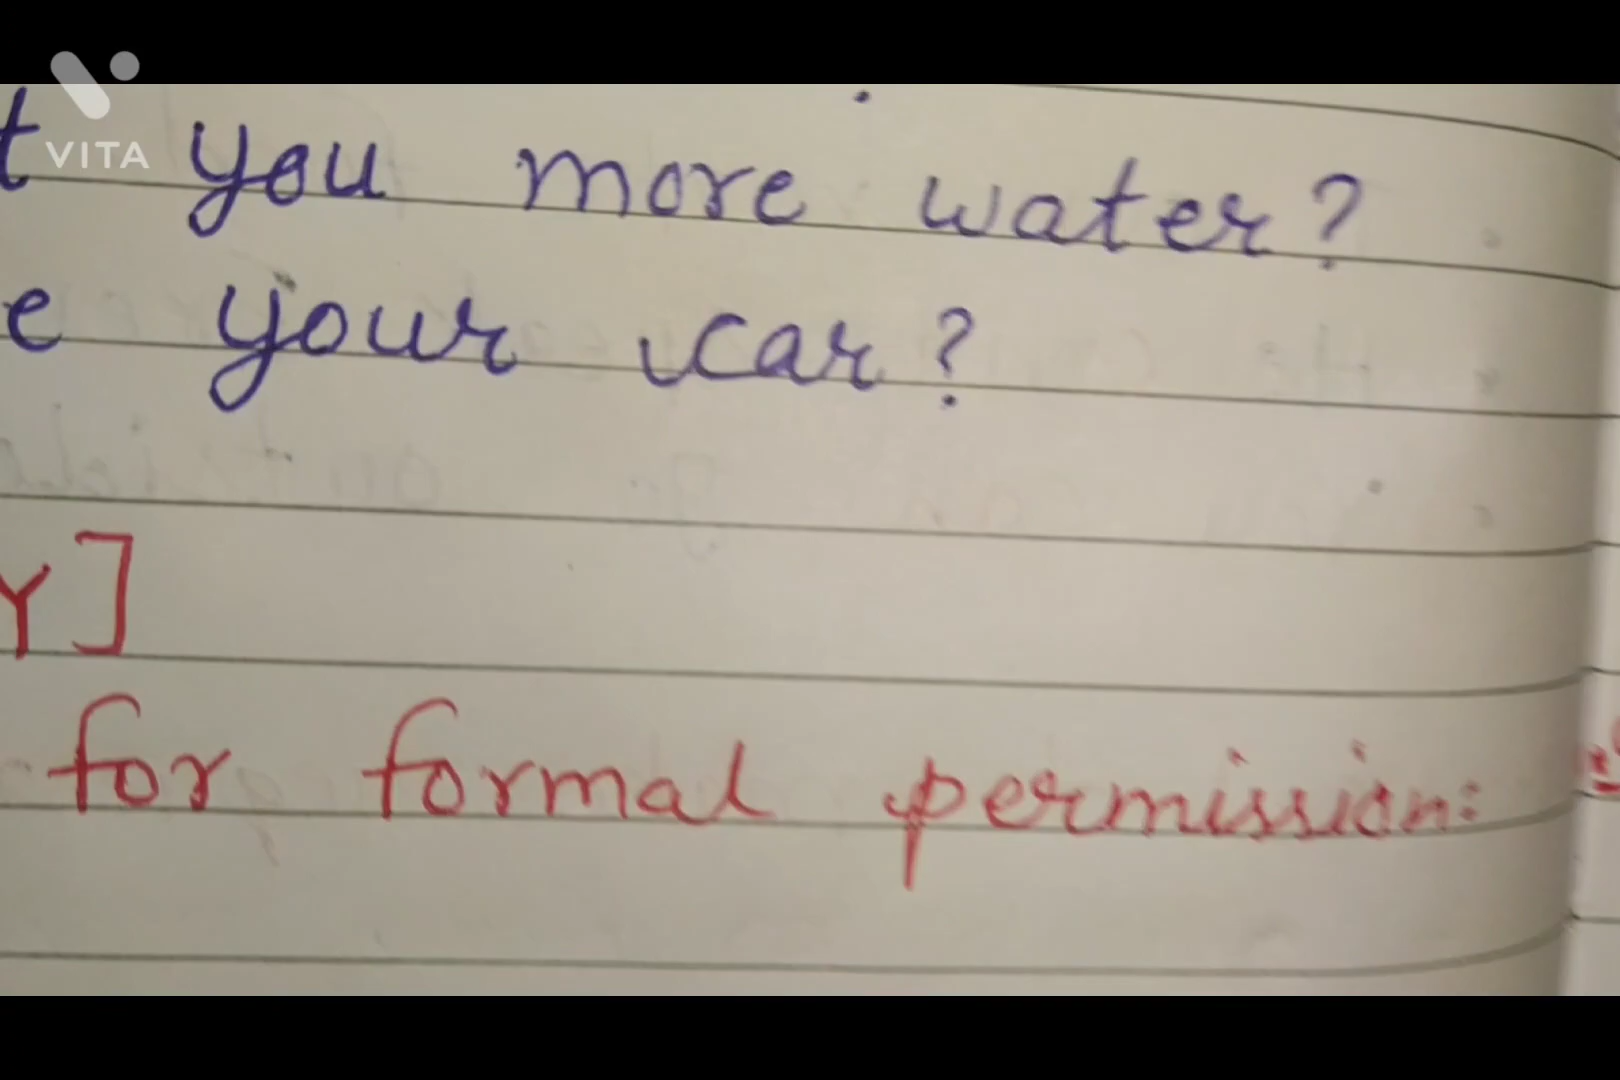 VITA
t you more water?
e your car?
Y]
for formal permission: